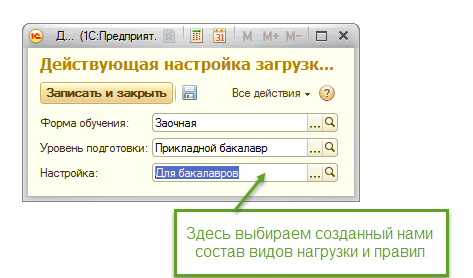 Д... (1С:Предприят. M M+ M-
31
Действующая настройка загрузк...
Записать и закрыть Все действия ?
Форма обучения: Заочная ...
Уровень подготовки: Прикладной бакалавр ...
Настройка: Для бакалавров ...
Здесь выбираем созданный нами
состав видов нагрузки и правил